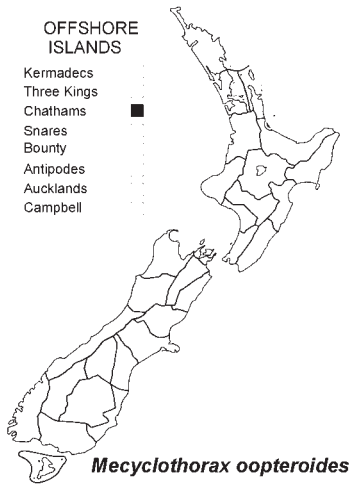 OFFSHORE
ISLANDS
Kermadecs
Three Kings
Chathams
Snares
Bounty
Antipodes
Aucklands
Campbell
Mecyclothorax oopteroides